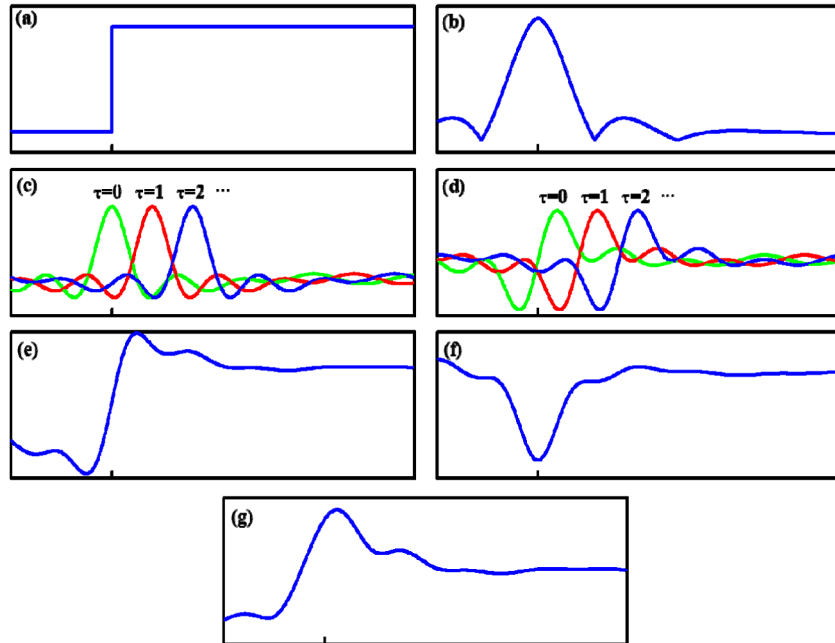 (a)
(b)
(c) τ=0 τ=1 τ=2 ...
(d) τ=0 τ=1 τ=2 ...
(e)
(f)
(g)